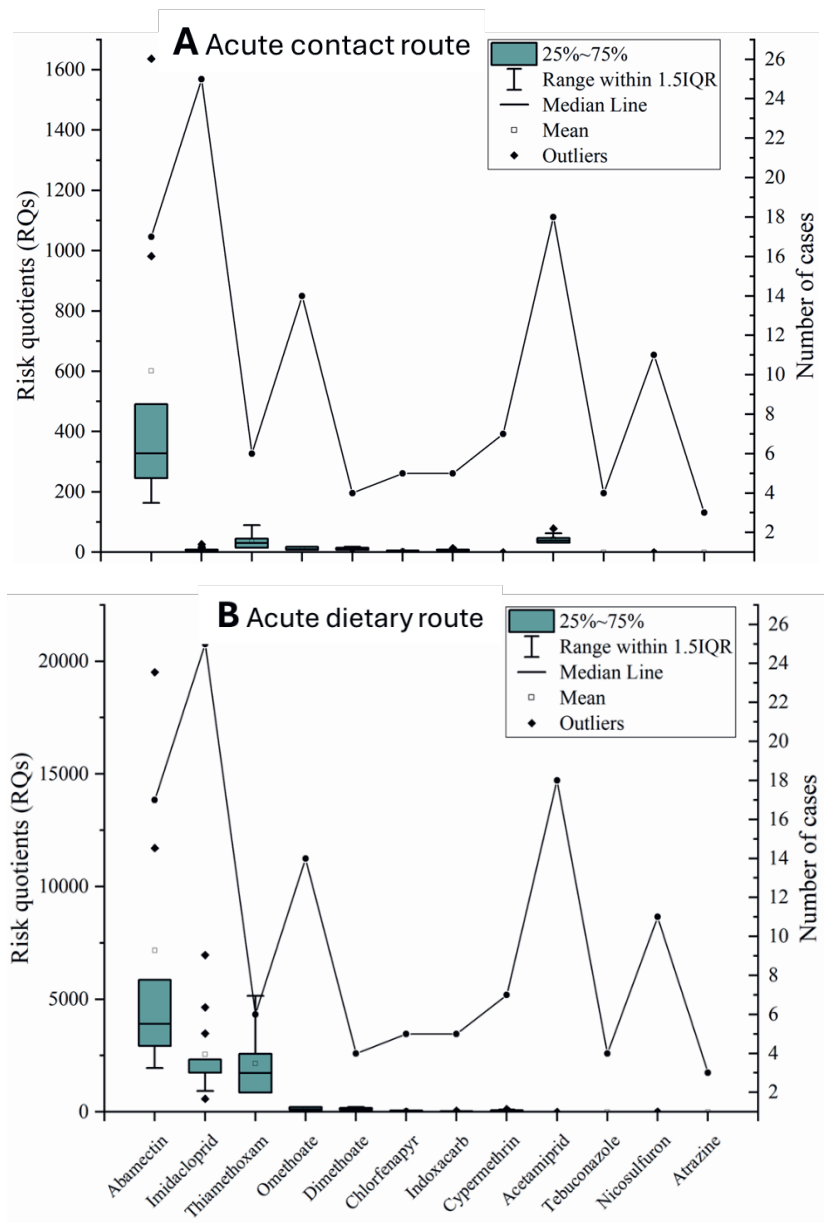 A Acute contact route
25%~75%
Range within 1.5IQR
Median Line
Mean
Outliers
Risk quotients (RQs)
1600
1400
1200
1000
800
600
400
200
0
Number of cases
26
24
22
20
18
16
14
12
10
8
6
4
2
B Acute dietary route
25%~75%
Range within 1.5IQR
Median Line
Mean
Outliers
Risk quotients (RQs)
20000
15000
10000
5000
0
Number of cases
26
24
22
20
18
16
14
12
10
8
6
4
2
Abamectin
Imidacloprid
Thiamethoxam
Omethoate
Dimethoate
Chlorfenapyr
Indoxacarb
Cypermethrin
Acetamiprid
Tebuconazole
Nicosulfuron
Atrazine